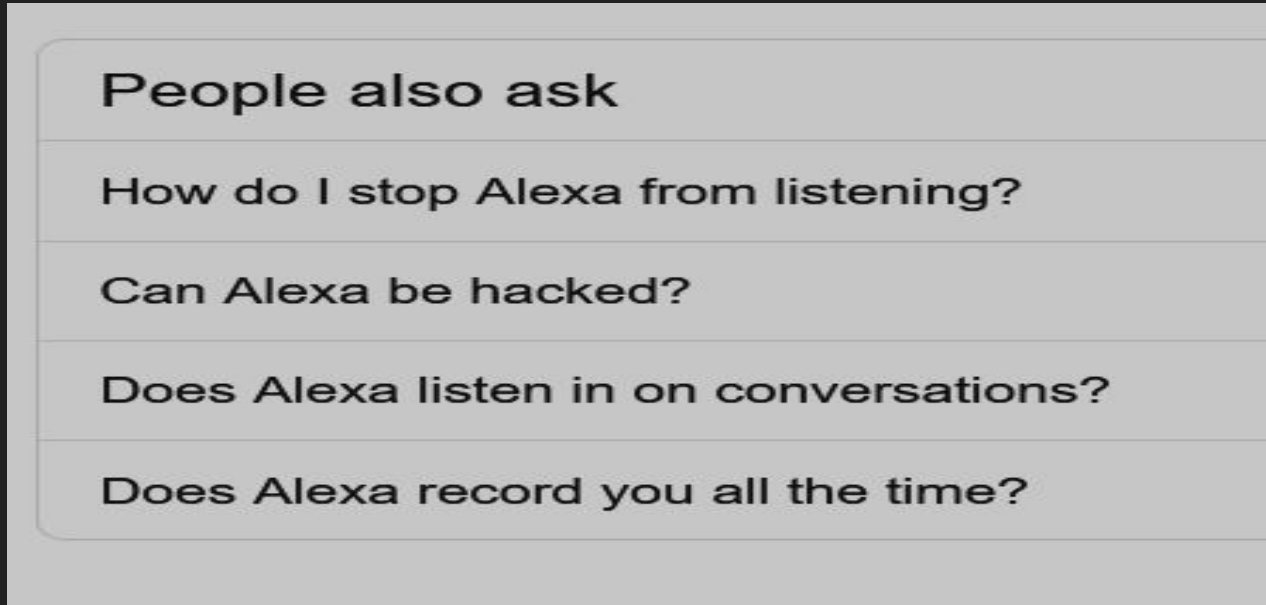 People also ask
How do I stop Alexa from listening?
Can Alexa be hacked?
Does Alexa listen in on conversations?
Does Alexa record you all the time?